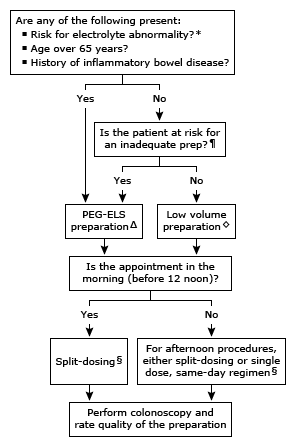 Are any of the following present:
▪ Risk for electrolyte abnormality?*
▪ Age over 65 years?
▪ History of inflammatory bowel disease?
Yes
No
Is the patient at risk for
an inadequate prep?¶
Yes
No
PEG-ELS
preparationΔ
Low volume
preparation◇
Is the appointment in the
morning (before 12 noon)?
Yes
No
Split-dosing§
For afternoon procedures,
either split-dosing or single
dose, same-day regimen§
Perform colonoscopy and
rate quality of the preparation